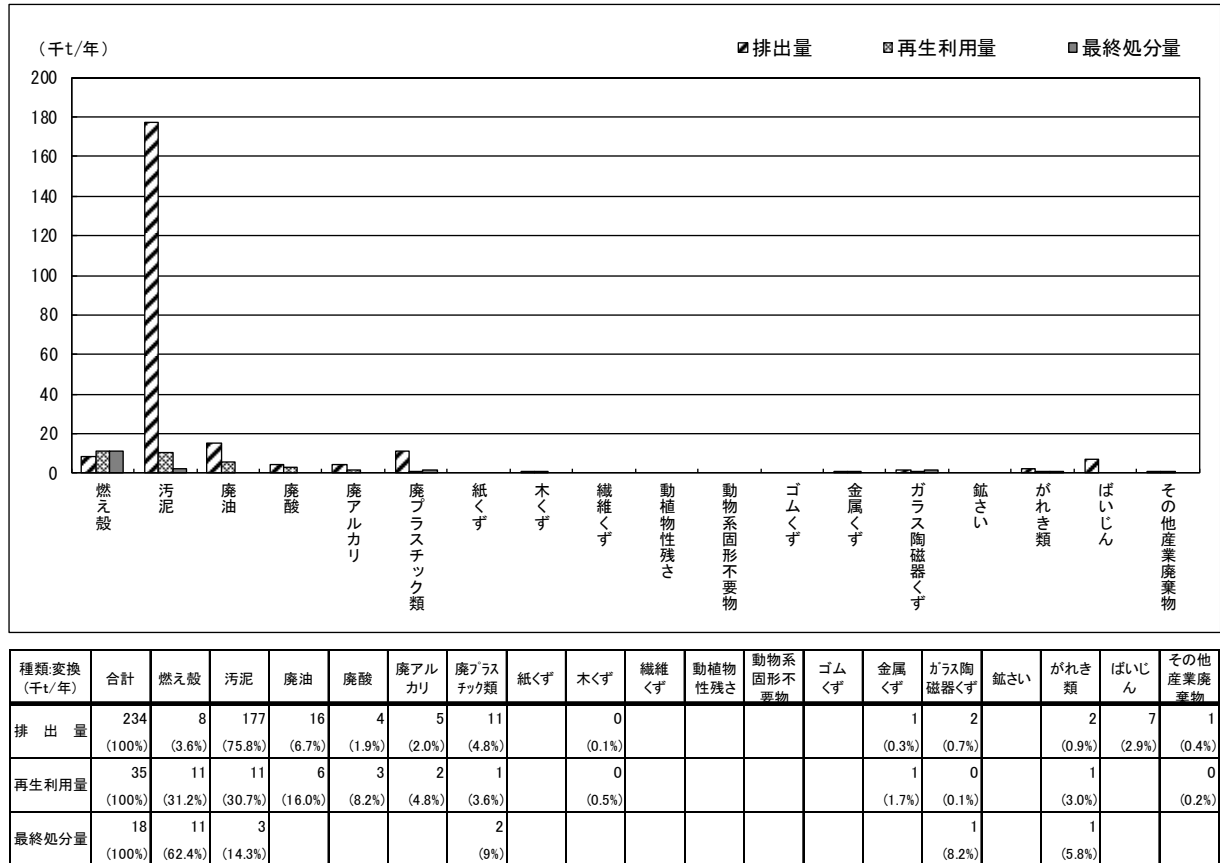 （千t/年）
排出量 再生利用量 最終処分量
200
180
160
140
120
100
80
60
40
20
0
燃え殻
汚泥
廃油
廃酸
廃アルカリ
廃プラスチック類
紙くず
木くず
繊維くず
動植物性残さ
動物系固形不要物
ゴムくず
金属くず
ガラス陶磁器くず
鉱さい
がれき類
ばいじん
その他産業廃棄物
種類:変換（千t/年） 合計 燃え殻 汚泥 廃油 廃酸 廃アルカリ 廃プラスチック類 紙くず 木くず 繊維くず 動植物性残さ 動物系固形不要物 ゴムくず 金属くず ガラス陶磁器くず 鉱さい がれき類 ばいじん その他産業廃棄物
排出量 234 8 177 16 4 5 11 0 1 2 2 7 1
(100%) (3.6%) (75.8%) (6.7%) (1.9%) (2.0%) (4.8%) (0.1%) (0.3%) (0.7%) (0.9%) (2.9%) (0.4%)
再生利用量 35 11 11 6 3 2 1 0 1 0 1 0
(100%) (31.2%) (30.7%) (16.0%) (8.2%) (4.8%) (3.6%) (0.5%) (1.7%) (0.1%) (3.0%) (0.2%)
最終処分量 18 11 3 2 1 1
(100%) (62.4%) (14.3%) (9%) (8.2%) (5.8%)